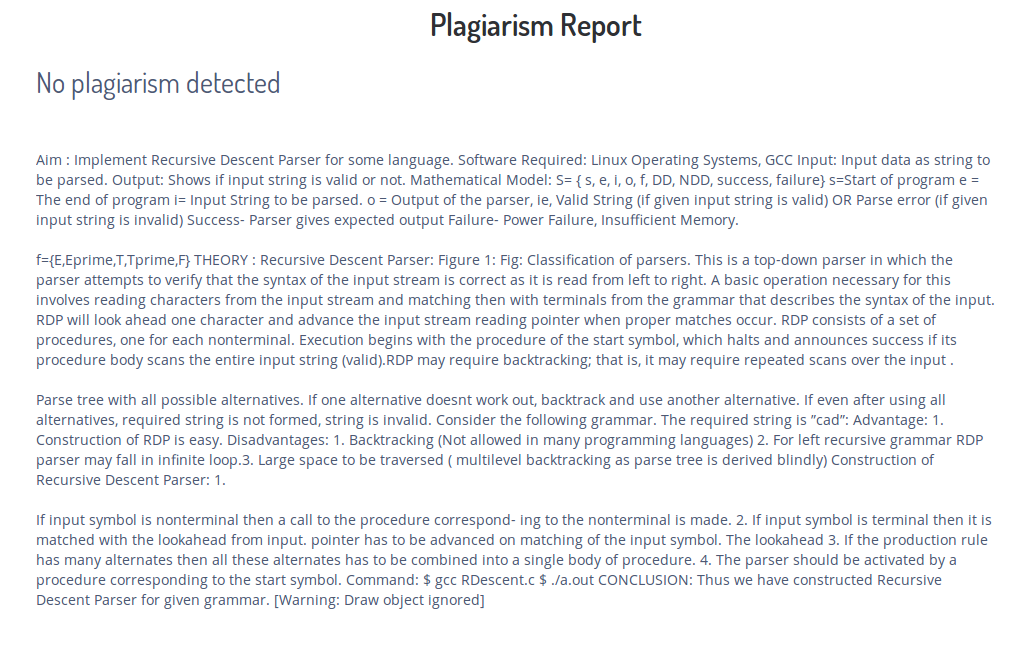 Plagiarism Report
No plagiarism detected
Aim : Implement Recursive Descent Parser for some language. Software Required: Linux Operating Systems, GCC Input: Input data as string to
be parsed. Output: Shows if input string is valid or not. Mathematical Model: S= { s, e, i, o, f, DD, NDD, success, failure} s=Start of program e =
The end of program i= Input String to be parsed. o = Output of the parser, ie, Valid String (if given input string is valid) OR Parse error (if given
input string is invalid) Success- Parser gives expected output Failure- Power Failure, Insufficient Memory.
f={E,Eprime,T,Tprime,F} THEORY : Recursive Descent Parser: Figure 1: Fig: Classification of parsers. This is a top-down parser in which the
parser attempts to verify that the syntax of the input stream is correct as it is read from left to right. A basic operation necessary for this
involves reading characters from the input stream and matching then with terminals from the grammar that describes the syntax of the input.
RDP will look ahead one character and advance the input stream reading pointer when proper matches occur. RDP consists of a set of
procedures, one for each nonterminal. Execution begins with the procedure of the start symbol, which halts and announces success if its
procedure body scans the entire input string (valid).RDP may require backtracking; that is, it may require repeated scans over the input .
Parse tree with all possible alternatives. If one alternative doesnt work out, backtrack and use another alternative. If even after using all
alternatives, required string is not formed, string is invalid. Consider the following grammar. The required string is ”cad”: Advantage: 1.
Construction of RDP is easy. Disadvantages: 1. Backtracking (Not allowed in many programming languages) 2. For left recursive grammar RDP
parser may fall in infinite loop.3. Large space to be traversed ( multilevel backtracking as parse tree is derived blindly) Construction of
Recursive Descent Parser: 1.
If input symbol is nonterminal then a call to the procedure correspond- ing to the nonterminal is made. 2. If input symbol is terminal then it is
matched with the lookahead from input. pointer has to be advanced on matching of the input symbol. The lookahead 3. If the production rule
has many alternates then all these alternates has to be combined into a single body of procedure. 4. The parser should be activated by a
procedure corresponding to the start symbol. Command: $ gcc RDescent.c $ ./a.out CONCLUSION: Thus we have constructed Recursive
Descent Parser for given grammar. [Warning: Draw object ignored]